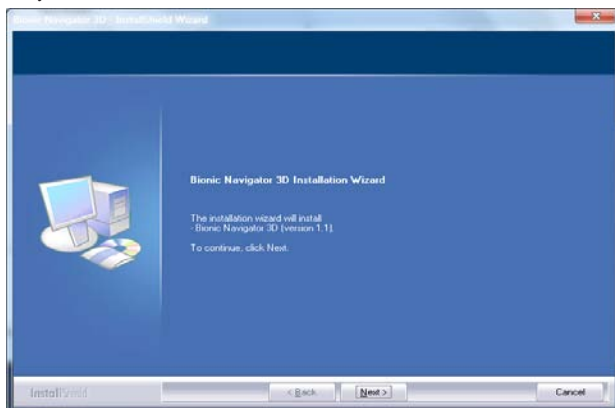 Bionic Navigator 3D - InstallShield Wizard
Bionic Navigator 3D Installation Wizard
The installation wizard will install
- Bionic Navigator 3D (version 1.1)
To continue, click Next.
InstallShield
< Back
Next >
Cancel